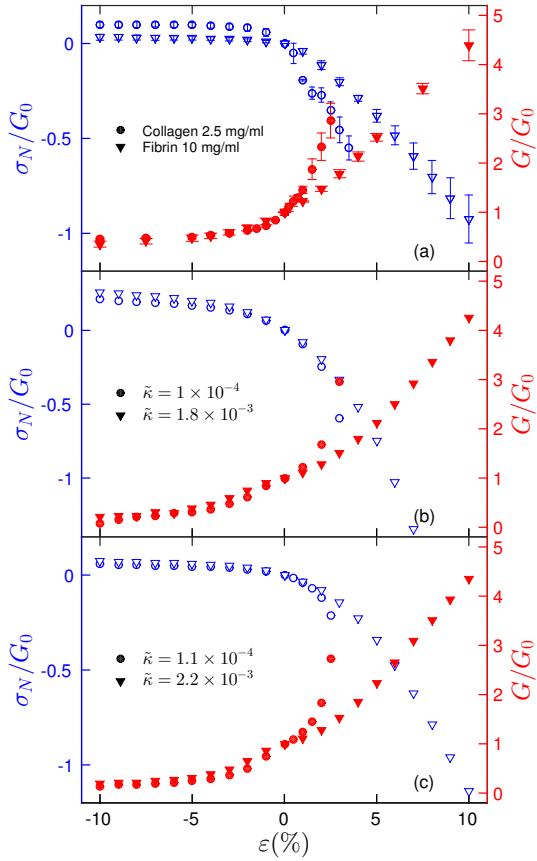 0
-0.5
-1
σ_N/G_0
Collagen 2.5 mg/ml
Fibrin 10 mg/ml
(a)
5
4
3
2
1
0
G/G_0
0
-0.5
-1
σ_N/G_0
κ̃ = 1 × 10^{-4}
κ̃ = 1.8 × 10^{-3}
(b)
5
4
3
2
1
0
G/G_0
0
-0.5
-1
σ_N/G_0
κ̃ = 1.1 × 10^{-4}
κ̃ = 2.2 × 10^{-3}
(c)
5
4
3
2
1
0
G/G_0
-10 -5 0 5 10
ε(%)